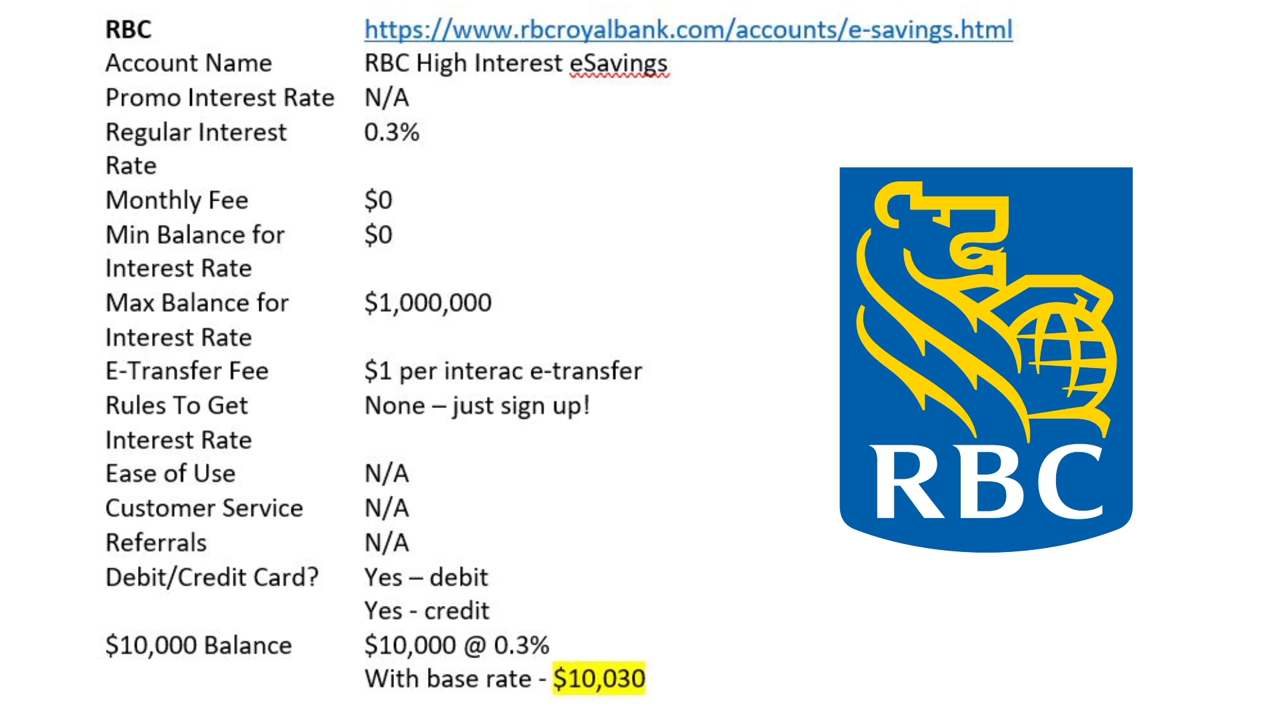 RBC https://www.rbcroyalbank.com/accounts/e-savings.html
Account Name RBC High Interest eSavings
Promo Interest Rate N/A
Regular Interest 0.3%
Rate
Monthly Fee $0
Min Balance for $0
Interest Rate
Max Balance for $1,000,000
Interest Rate
E-Transfer Fee $1 per interac e-transfer
Rules To Get None – just sign up!
Interest Rate
Ease of Use N/A
Customer Service N/A
Referrals N/A
Debit/Credit Card? Yes – debit
Yes - credit
$10,000 Balance $10,000 @ 0.3%
With base rate - $10,030
RBC